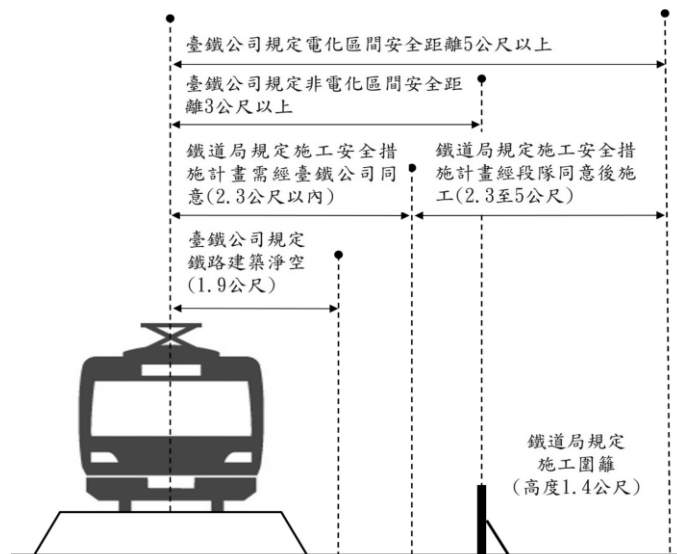 臺鐵公司規定電化區間安全距離5公尺以上
臺鐵公司規定非電化區間安全距
離3公尺以上
鐵道局規定施工安全措
施計畫需經臺鐵公司同
意(2.3公尺以內)
鐵道局規定施工安全措
施計畫經段隊同意後施
工(2.3至5公尺)
臺鐵公司規定
鐵路建築淨空
(1.9公尺)
鐵道局規定
施工圍籬
(高度1.4公尺)